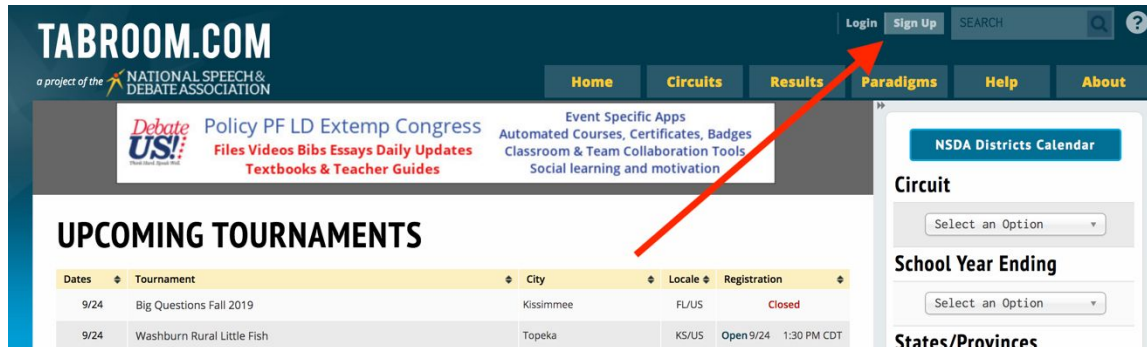 Login Sign Up SEARCH ?
TABROOM.COM
a project of the NATIONAL SPEECH &
DEBATE ASSOCIATION
Home Circuits Results Paradigms Help About
Debate
US!
Policy PF LD Extemp Congress
Files Videos Bibs Essays Daily Updates
Textbooks & Teacher Guides
Event Specific Apps
Automated Courses, Certificates, Badges
Classroom & Team Collaboration Tools
Social learning and motivation
NSDA Districts Calendar
Circuit
Select an Option
School Year Ending
Select an Option
States/Provinces
UPCOMING TOURNAMENTS
Dates Tournament City Locale Registration
9/24 Big Questions Fall 2019 Kissimmee FL/US Closed
9/24 Washburn Rural Little Fish Topeka KS/US Open 9/24 1:30 PM CDT